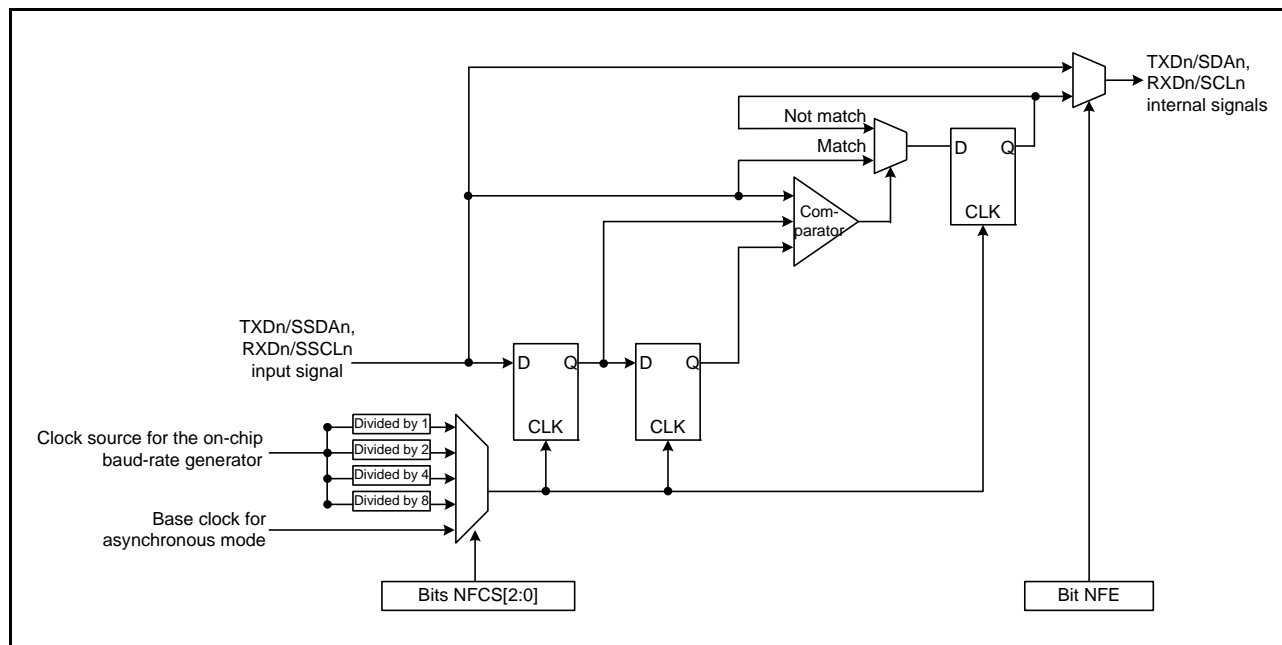 TXDn/SDAn,
RXDn/SCLn
internal signals
Not match
Match
D
Q
CLK
Com-
parator
TXDn/SSDAn,
RXDn/SSCLn
input signal
D
Q
CLK
D
Q
CLK
Clock source for the on-chip
baud-rate generator
Divided by 1
Divided by 2
Divided by 4
Divided by 8
Base clock for
asynchronous mode
Bits NFCS[2:0]
Bit NFE